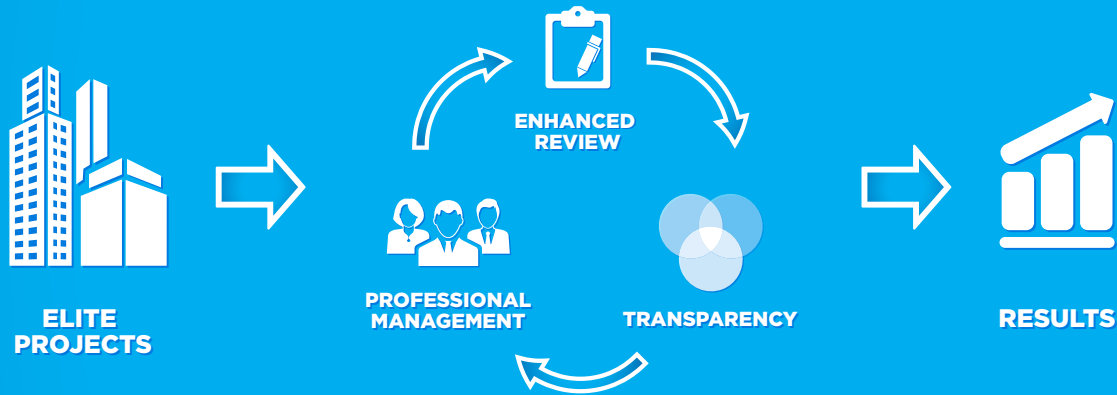 ENHANCED
REVIEW
PROFESSIONAL
MANAGEMENT
TRANSPARENCY
ELITE
PROJECTS
RESULTS